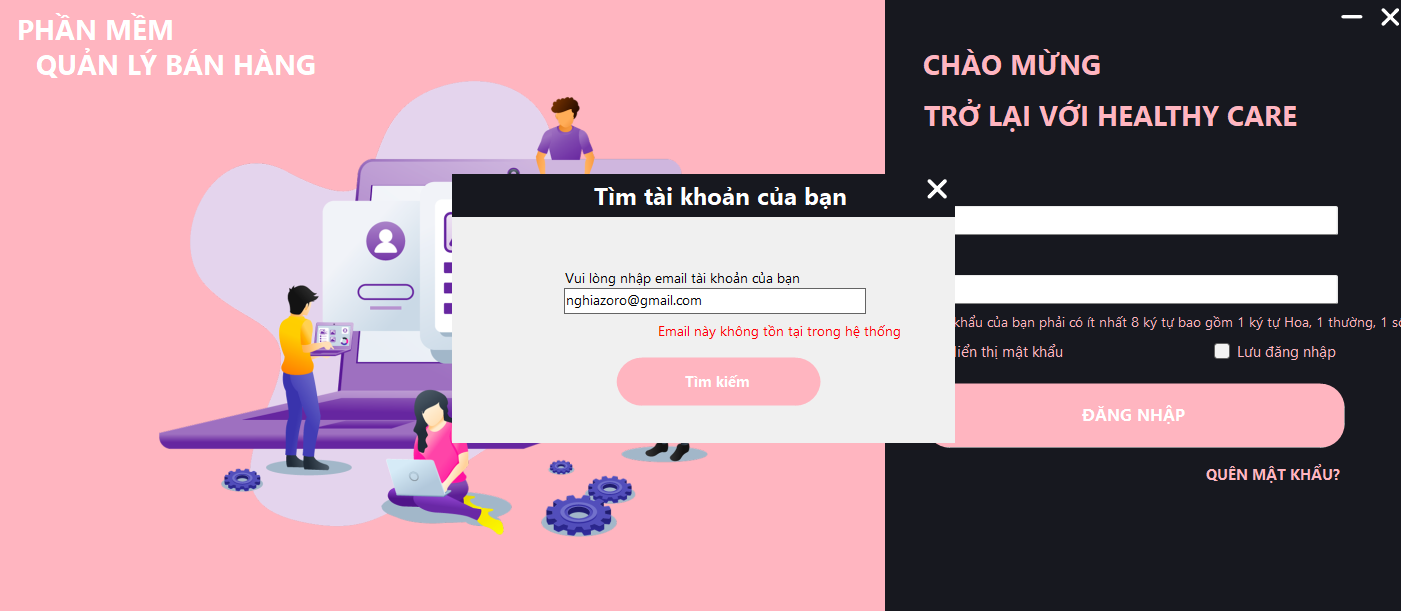 PHẦN MỀM
QUẢN LÝ BÁN HÀNG
CHÀO MỪNG
TRỞ LẠI VỚI HEALTHY CARE
Tìm tài khoản của bạn
Vui lòng nhập email tài khoản của bạn
nghiazoro@gmail.com
Email này không tồn tại trong hệ thống
Tìm kiếm
khẩu của bạn phải có ít nhất 8 ký tự bao gồm 1 ký tự Hoa, 1 thường, 1
thị mật khẩu
Lưu đăng nhập
ĐĂNG NHẬP
QUÊN MẬT KHẨU?